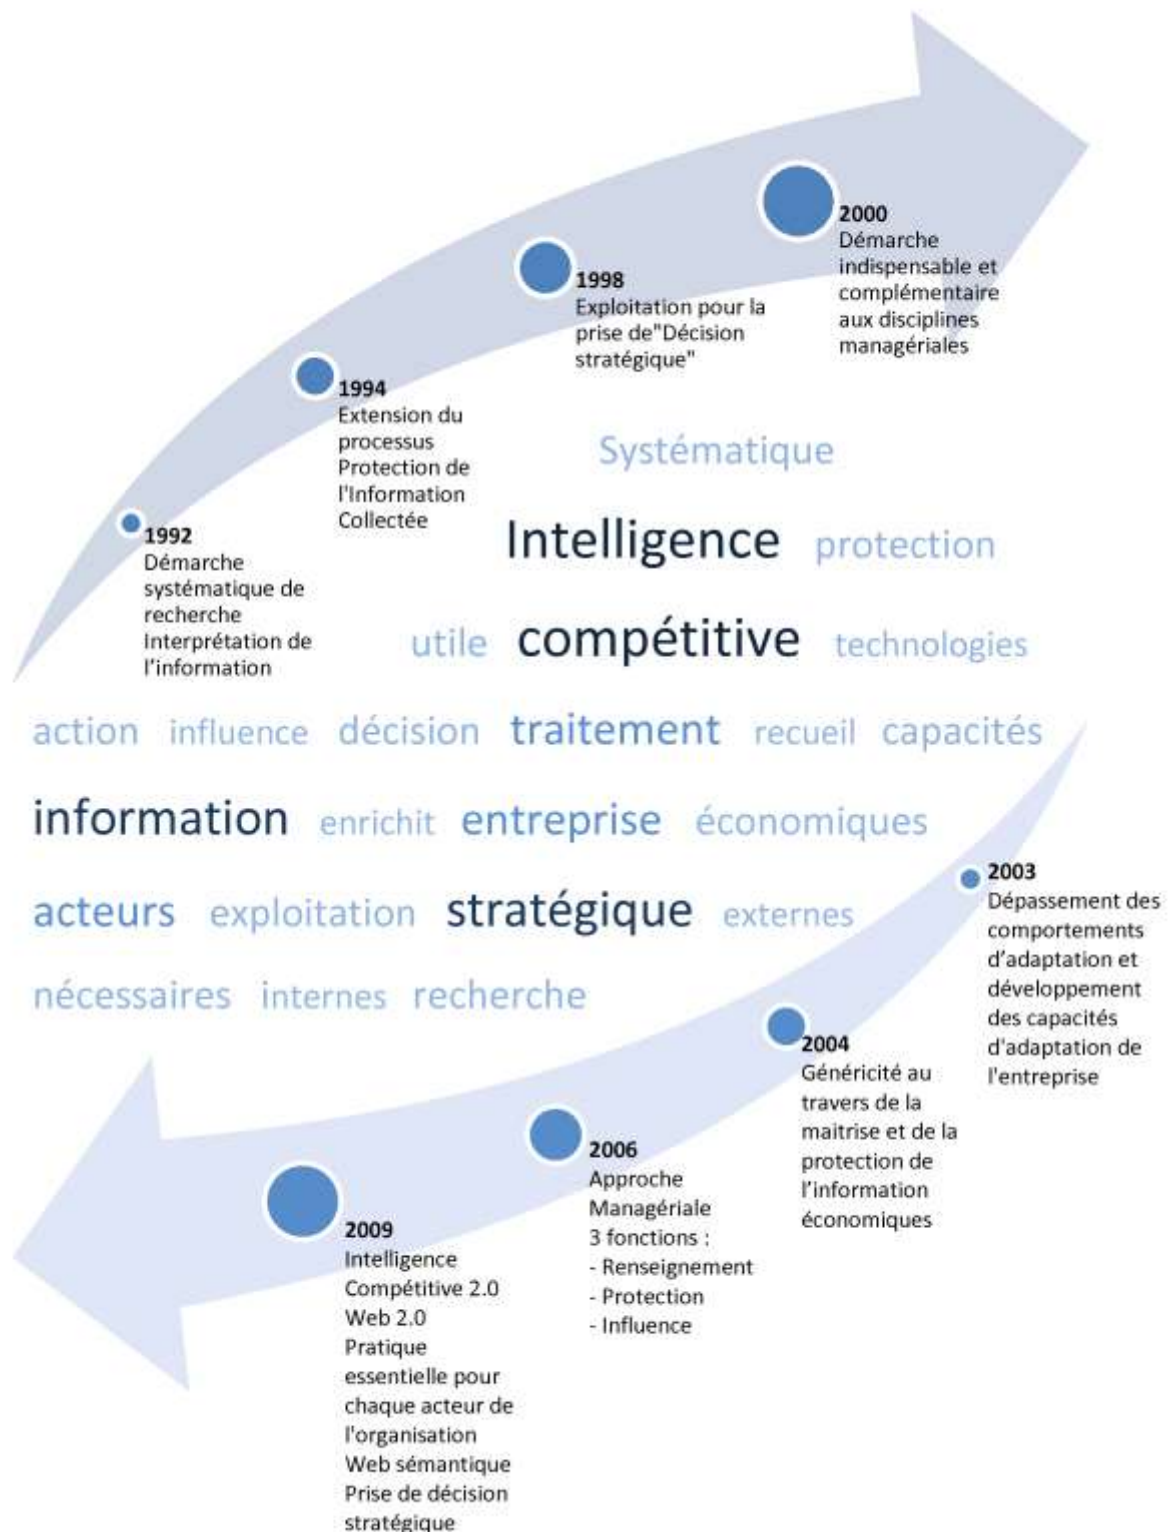 2000
Démarche
indispensable et
complémentaire
aux disciplines
managériales
1998
Exploitation pour la
prise de"Décision
stratégique"
1994
Extension du
processus
Protection de
l'Information
Collectée
1992
Démarche
systématique de
recherche
Interprétation de
l’information
Systématique
Intelligence protection
utile compétitive technologies
action influence décision traitement recueil capacités
information enrichit entreprise économiques
acteurs exploitation stratégique externes
nécessaires internes recherche
2003
Dépassement des
comportements
d’adaptation et
développement
des capacités
d'adaptation de
l'entreprise
2004
Généricité au
travers de la
maitrise et de la
protection de
l’information
économiques
2006
Approche
Managériale
3 fonctions :
- Renseignement
- Protection
- Influence
2009
Intelligence
Compétitive 2.0
Web 2.0
Pratique
essentielle pour
chaque acteur de
l'organisation
Web sémantique
Prise de décision
stratégique